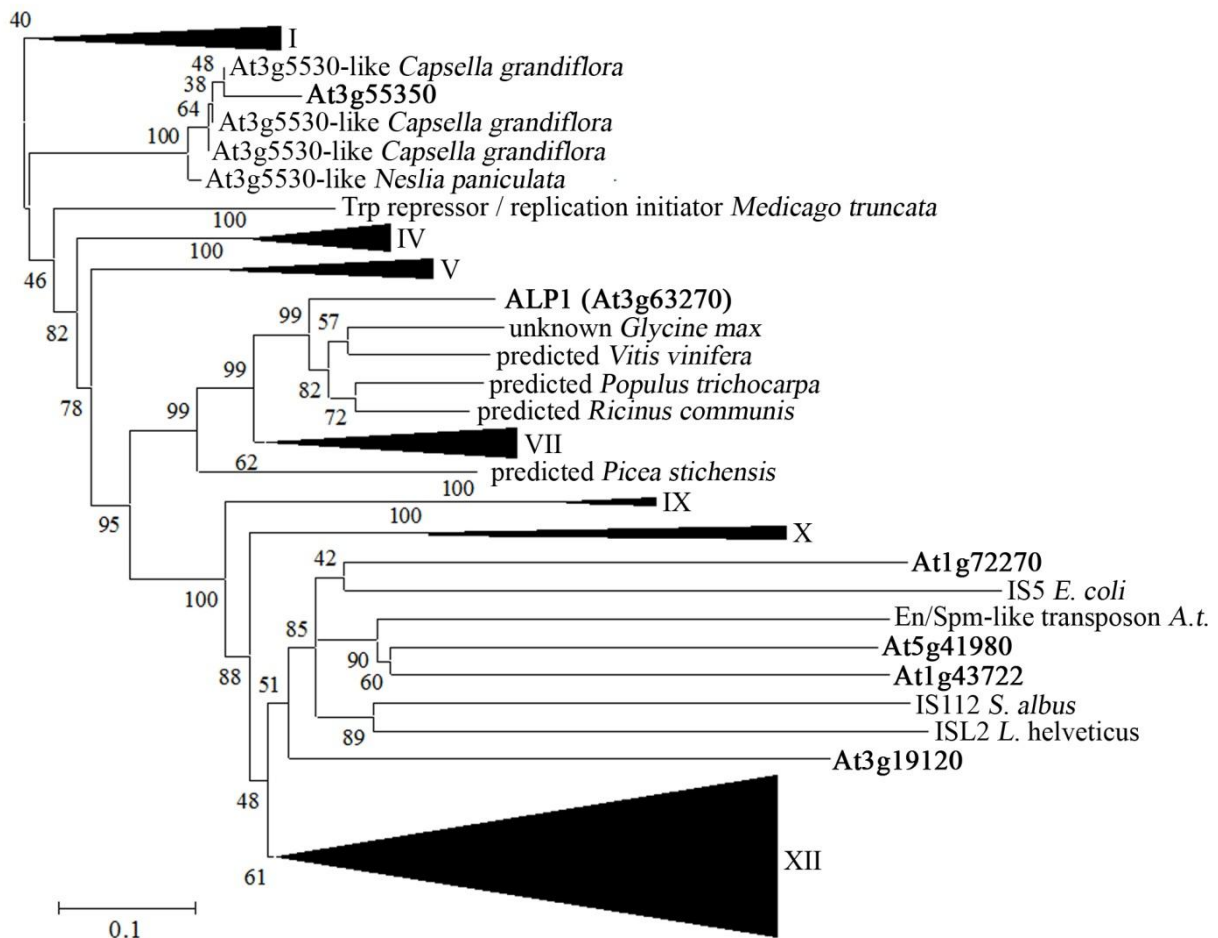 40
I
48
At3g5530-like Capsella grandiflora
38
At3g55350
64
At3g5530-like Capsella grandiflora
100
At3g5530-like Capsella grandiflora
At3g5530-like Neslia paniculata
Trp repressor / replication initiator Medicago truncata
100
IV
100
V
46
ALP1 (At3g63270)
99
57
unknown Glycine max
82
predicted Vitis vinifera
99
predicted Populus trichocarpa
82
78
99
72
predicted Ricinus communis
VII
62
predicted Picea stichensis
100
IX
95
100
X
42
At1g72270
100
IS5 E. coli
En/Spm-like transposon A.t.
85
At5g41980
90
88
60
At1g43722
51
IS112 S. albus
89
ISL2 L. helveticus
At3g19120
48
XII
61
0.1